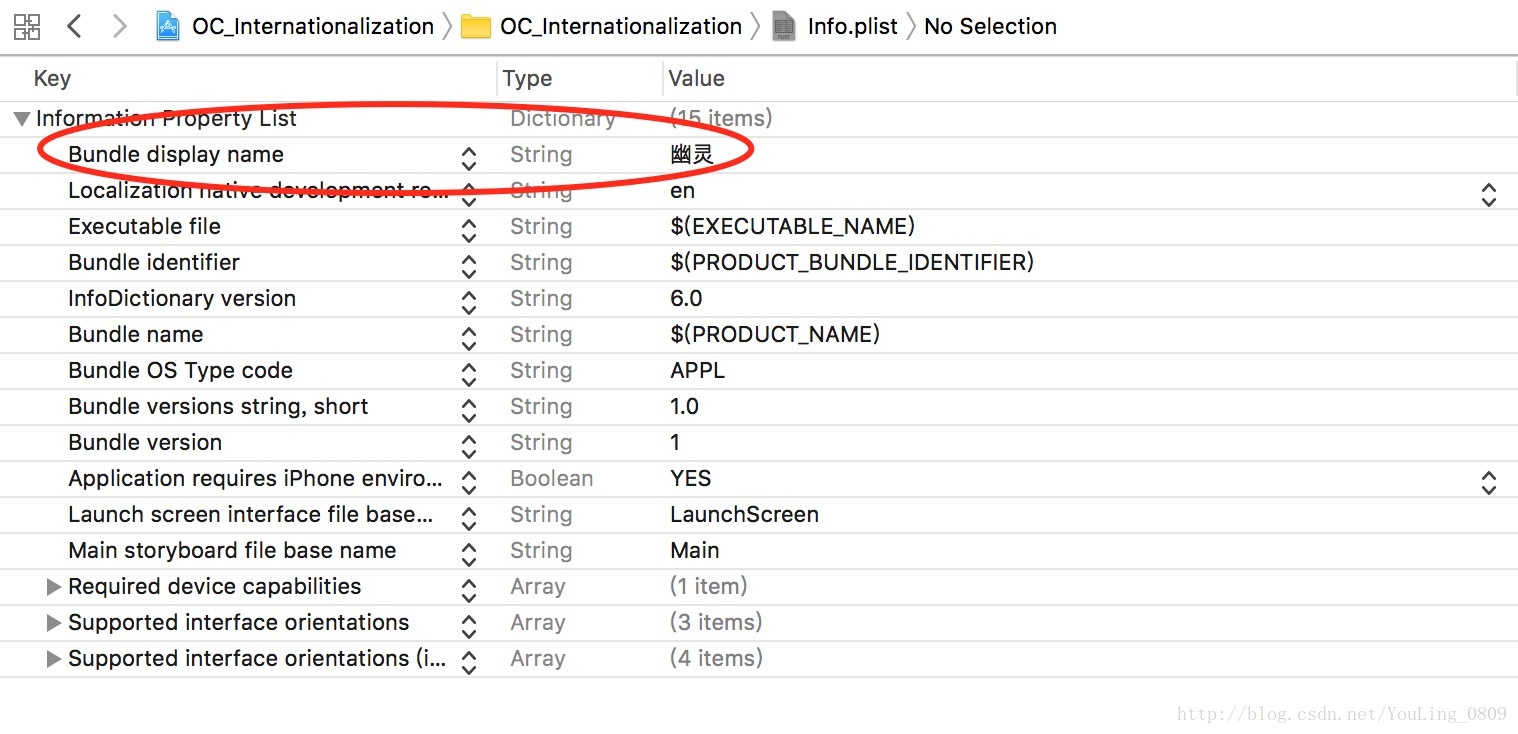 OC_Internationalization OC_Internationalization Info.plist No Selection
Key Type Value
Information Property List Dictionary (15 items)
Bundle display name String 幽灵
Localization native development re... String en
Executable file String $(EXECUTABLE_NAME)
Bundle identifier String $(PRODUCT_BUNDLE_IDENTIFIER)
InfoDictionary version String 6.0
Bundle name String $(PRODUCT_NAME)
Bundle OS Type code String APPL
Bundle versions string, short String 1.0
Bundle version String 1
Application requires iPhone enviro... Boolean YES
Launch screen interface file base... String LaunchScreen
Main storyboard file base name String Main
Required device capabilities Array (1 item)
Supported interface orientations Array (3 items)
Supported interface orientations (i... Array (4 items)
http://blog.csdn.net/YouLing_0809